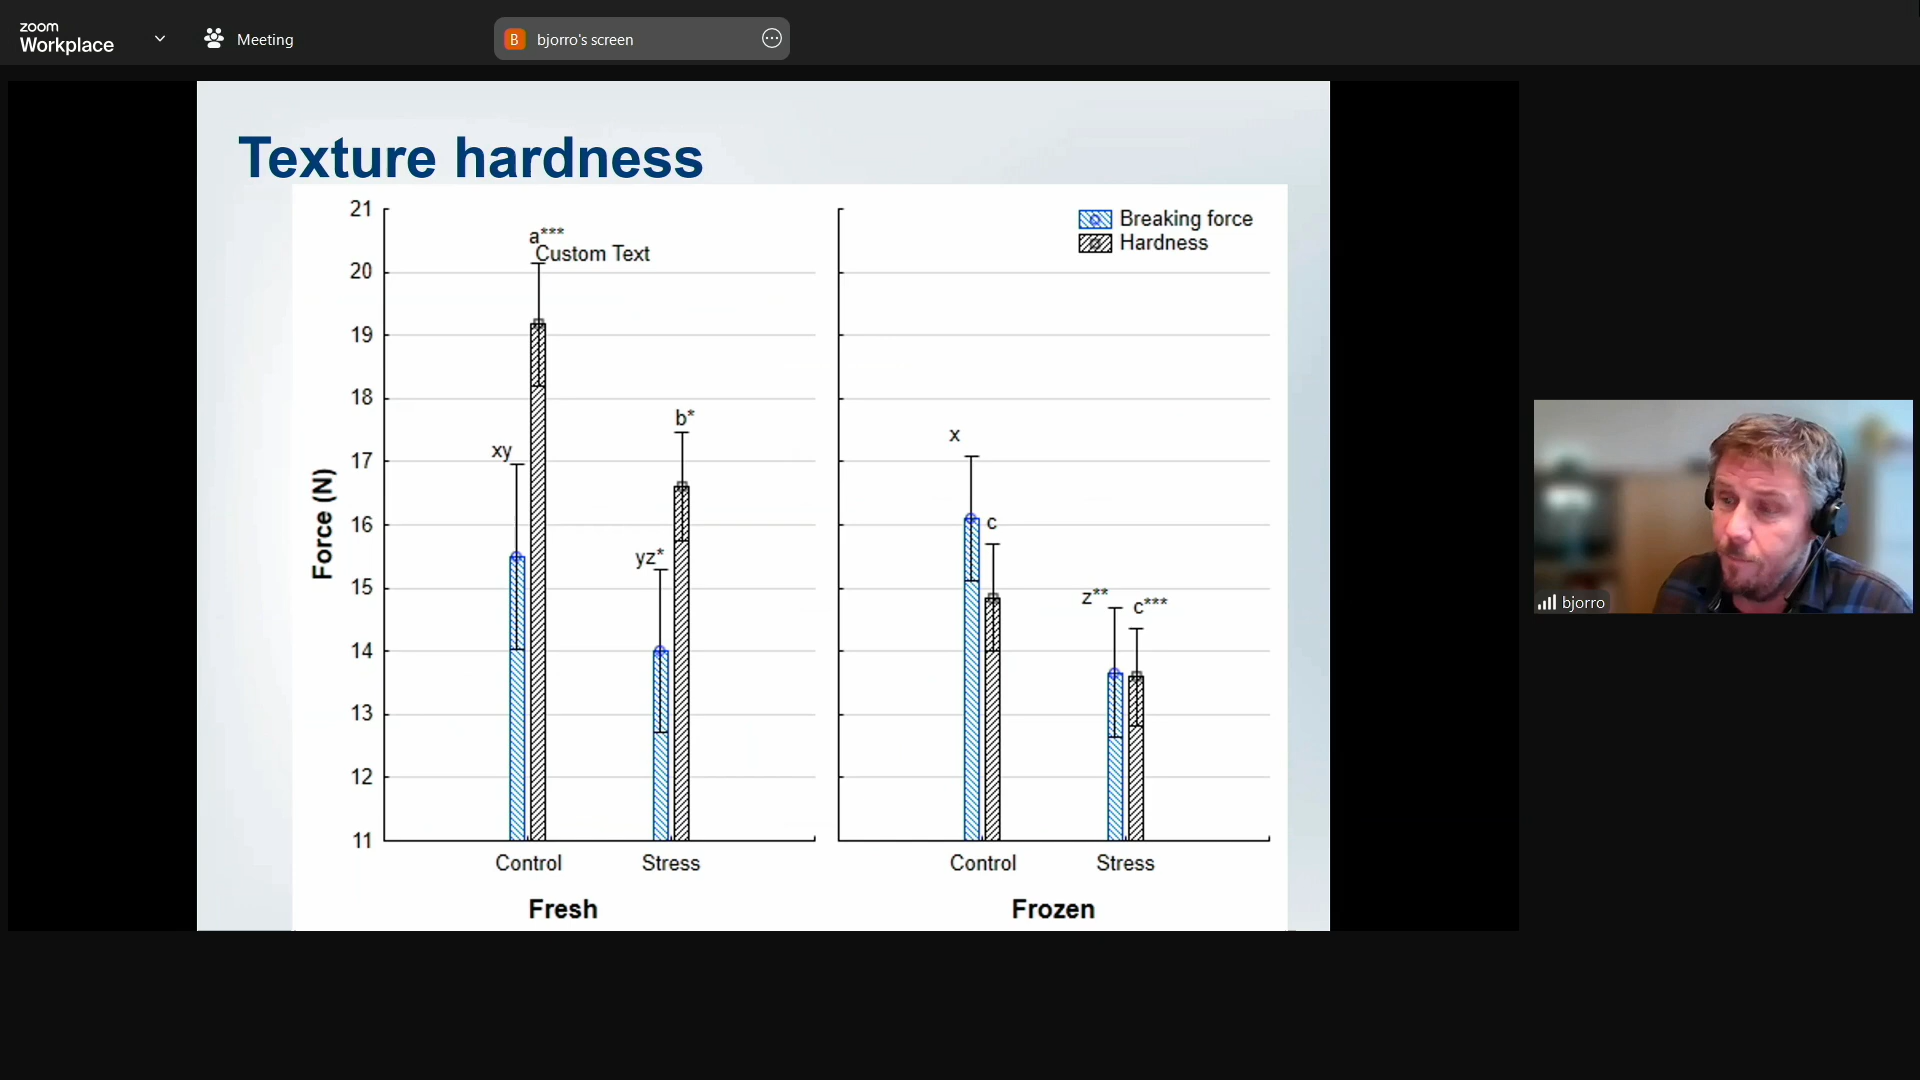 zoom
Workplace
Meeting
B bjorro's screen
Texture hardness
Breaking force
Hardness
21
20
19
18
17
16
15
14
13
12
11
Force (N)
a***
Custom Text
xy
b*
yz*
x
c
z**
c***
Control
Stress
Control
Stress
Fresh
Frozen
bjorro